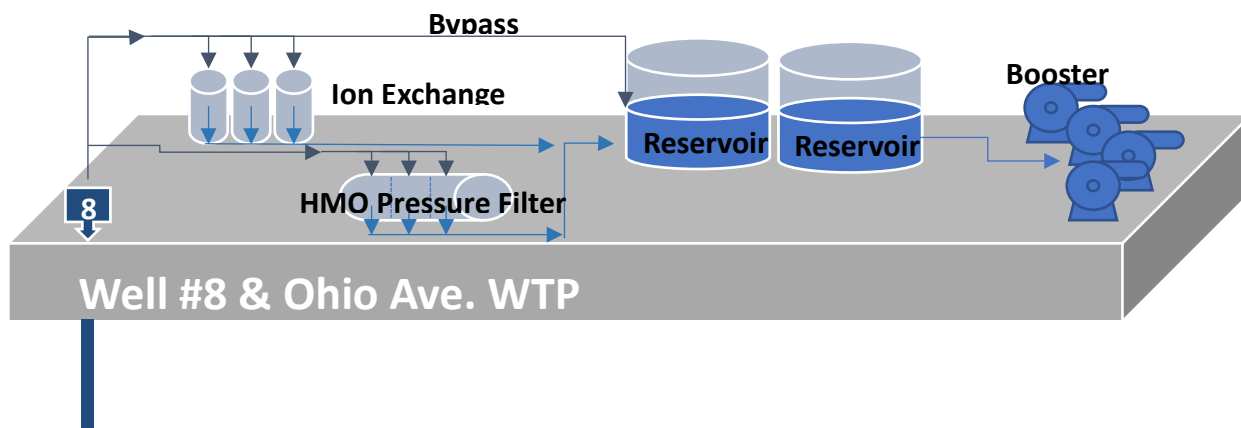 Bypass
Booster
Ion Exchange
Reservoir
Reservoir
HMO Pressure Filter
8
Well #8 & Ohio Ave. WTP